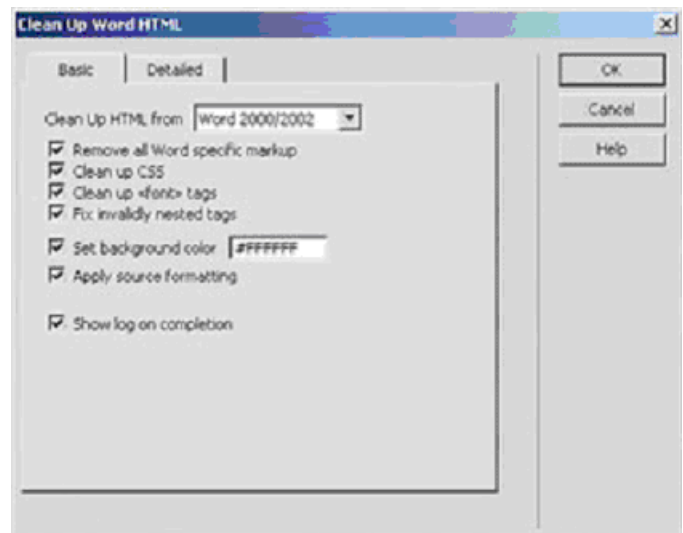 Clean Up Word HTML
Basic Detailed
Clean Up HTML from Word 2000/2002
Remove all Word specific markup
Clean up CSS
Clean up <font> tags
Fix invalidly nested tags
Set background color #FFFFFF
Apply source formatting
Show log on completion
OK
Cancel
Help